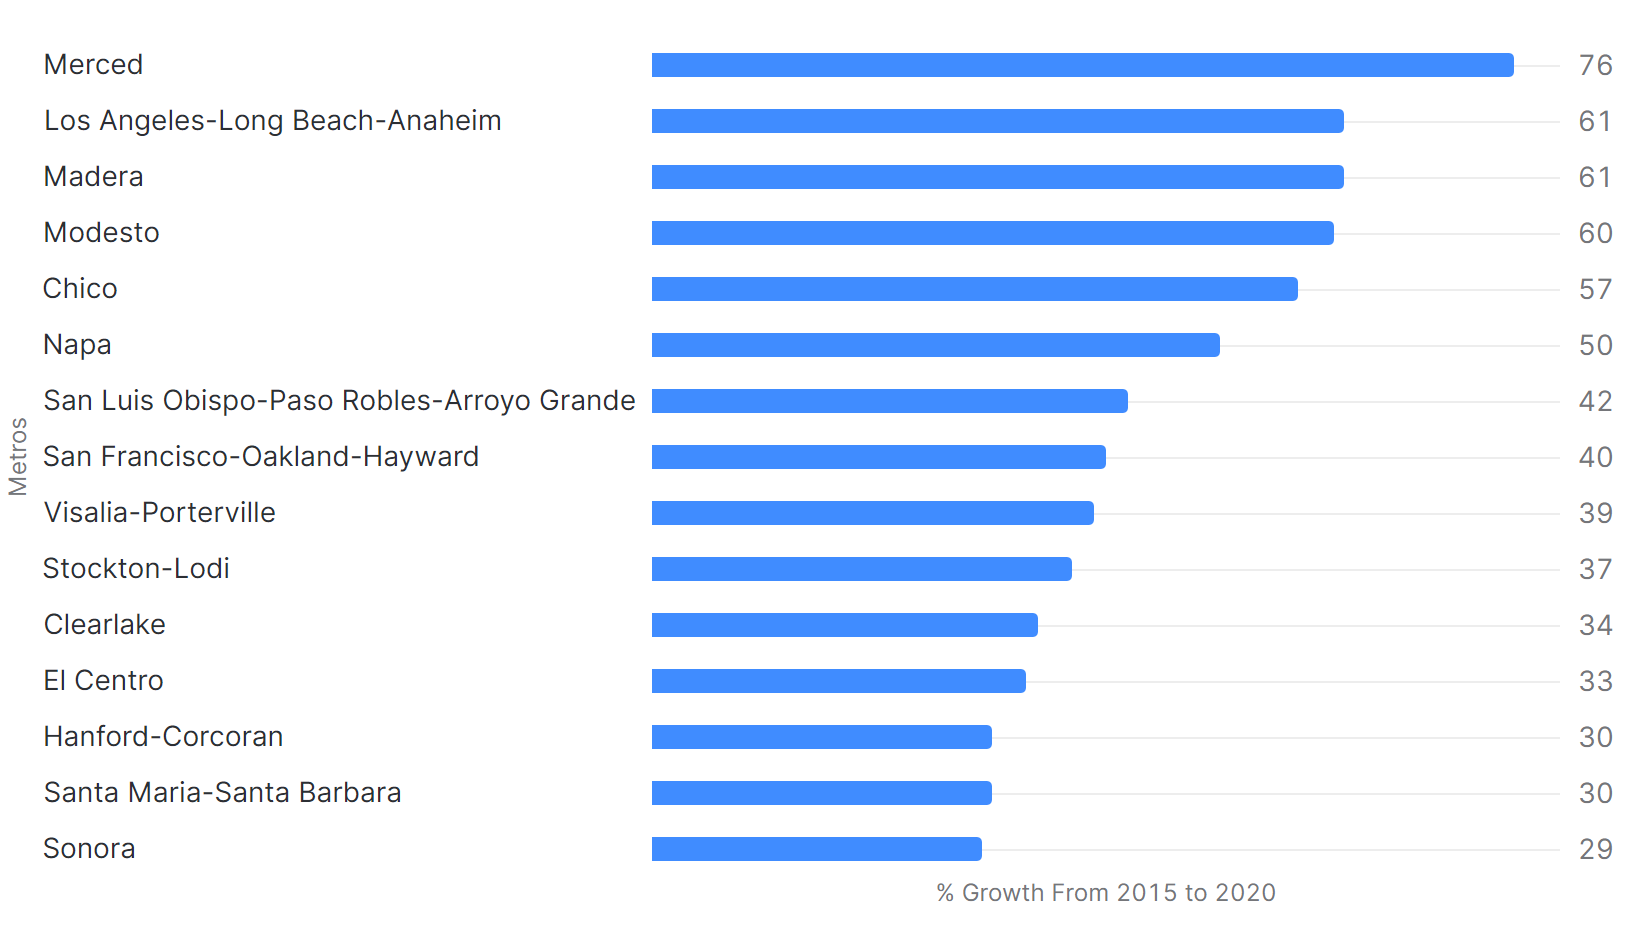 Merced 76
Los Angeles-Long Beach-Anaheim 61
Madera 61
Modesto 60
Chico 57
Napa 50
San Luis Obispo-Paso Robles-Arroyo Grande 42
San Francisco-Oakland-Hayward 40
Visalia-Porterville 39
Stockton-Lodi 37
Clearlake 34
El Centro 33
Hanford-Corcoran 30
Santa Maria-Santa Barbara 30
Sonora 29
Metros
% Growth From 2015 to 2020